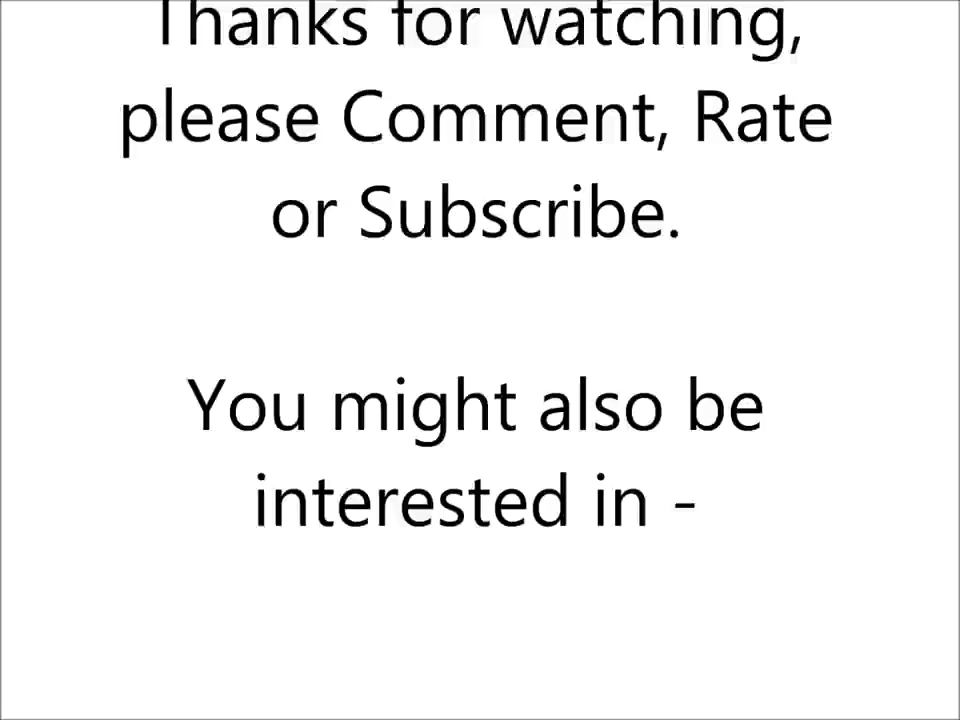 Thanks for watching,
please Comment, Rate
or Subscribe.
You might also be
interested in -